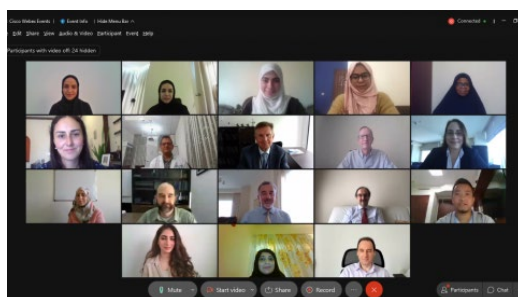 Cisco Webex Events | Event Info | Hide Menu Bar ^
Edit Share View Audio & Video Participant Event Help
Participants with video off: 24 hidden
Connected
Mute Start video Share Record ... × Participants Chat